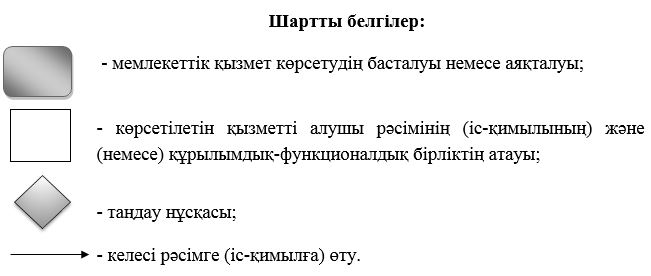 Шартты белгілер:
- мемлекеттік қызмет көрсетудің басталуы немесе аяқталуы;
- көрсетілетін қызметті алушы рәсімінің (іс-қимылының) және
(немесе) құрылымдық-функционалдық бірліктің атауы;
- таңдау нұсқасы;
- келесі рәсімге (іс-қимылға) өту.